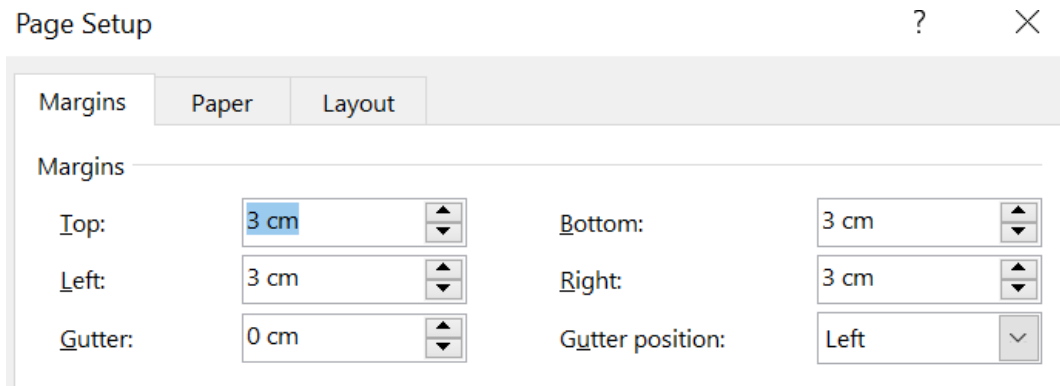 Page Setup ?
Margins Paper Layout
Margins
Top: 3 cm Bottom: 3 cm
Left: 3 cm Right: 3 cm
Gutter: 0 cm Gutter position: Left